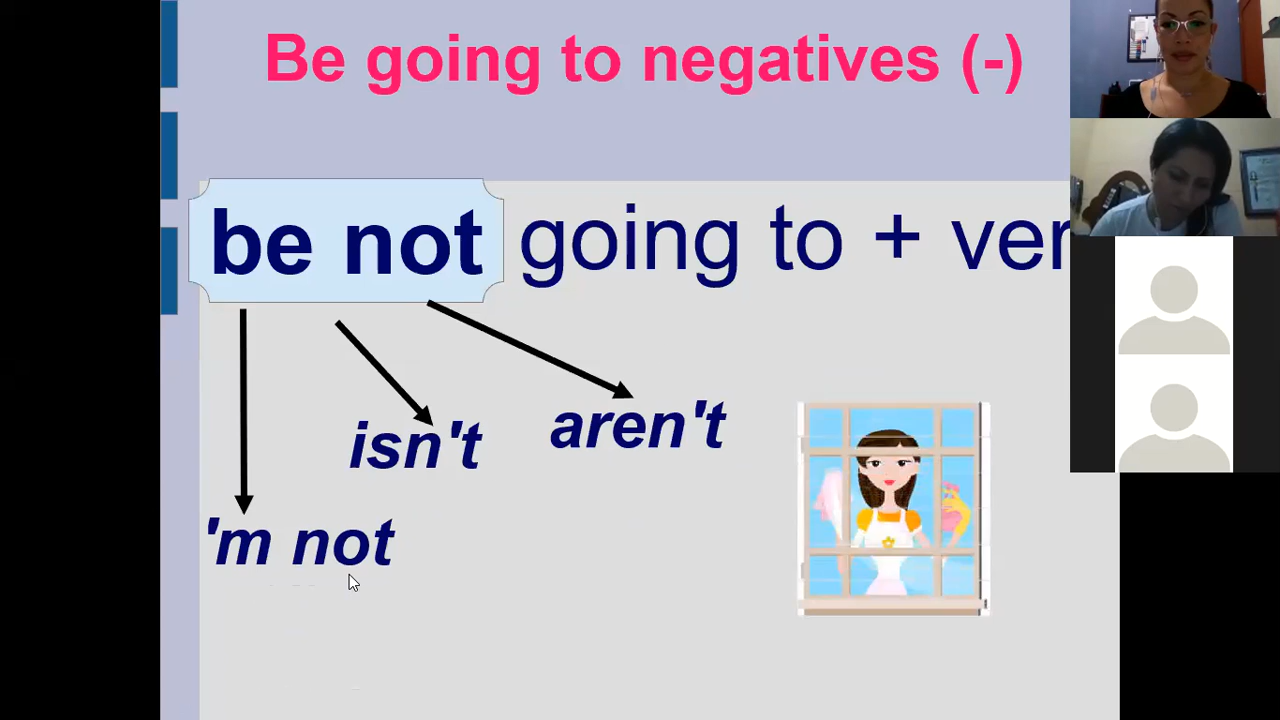 Be going to negatives (-)
be not going to + ver
isn't aren't
'm not